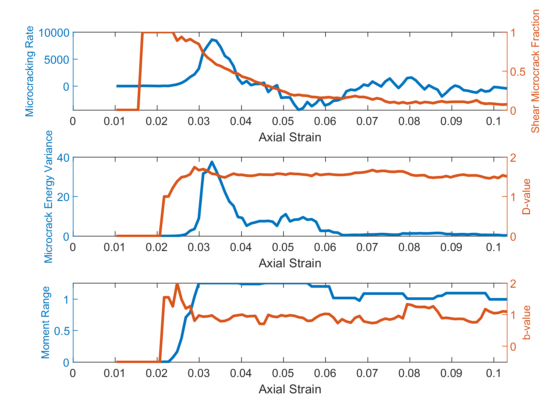 Microcracking Rate
10000
0
1
0.5
0
Shear Microcrack Fraction
0 0.01 0.02 0.03 0.04 0.05 0.06 0.07 0.08 0.09 0.1
Axial Strain
Microcrack Energy Variance
40
20
0
2
1
0
D-value
0 0.01 0.02 0.03 0.04 0.05 0.06 0.07 0.08 0.09 0.1
Axial Strain
Moment Range
1
0.5
0
2
1
0
b-value
0 0.01 0.02 0.03 0.04 0.05 0.06 0.07 0.08 0.09 0.1
Axial Strain